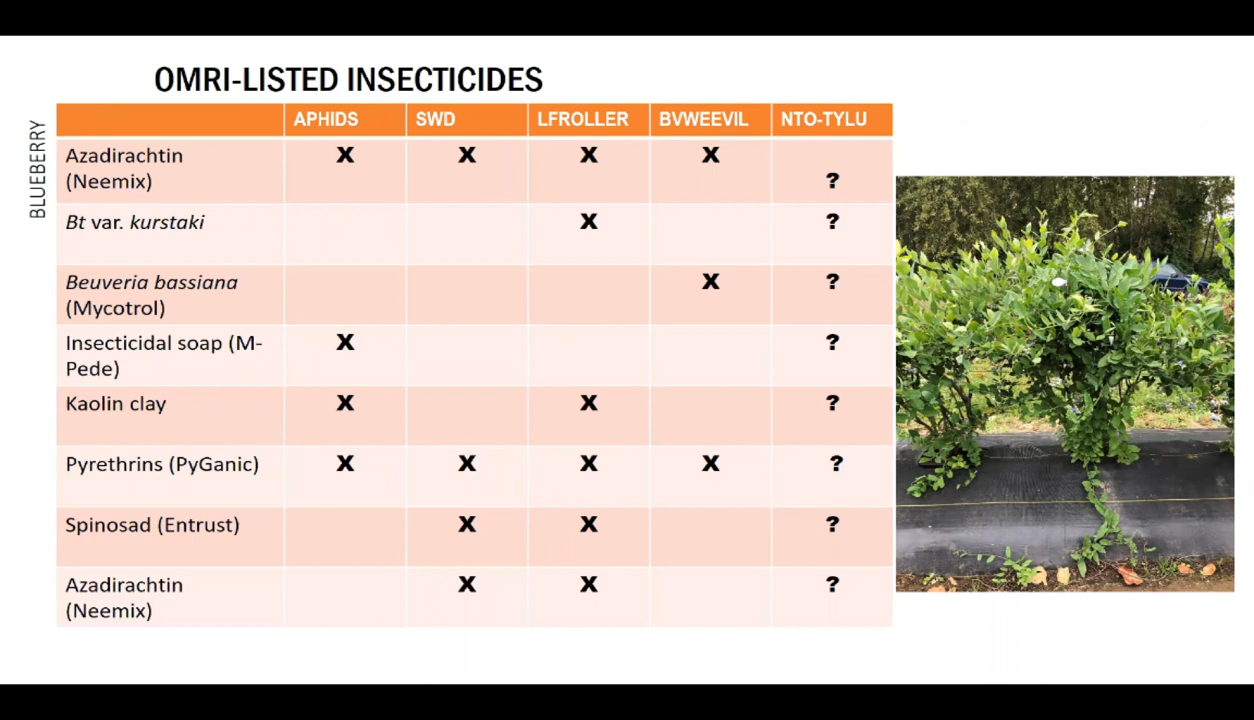 OMRI-LISTED INSECTICIDES
BLUEBERRY
APHIDS SWD LFROLLER BVWEEVIL NTO-TYLU
Azadirachtin X X X X
(Neemix) ?
Bt var. kurstaki X ?
Beuveria bassiana X ?
(Mycotrol)
Insecticidal soap (M- X ?
Pede)
Kaolin clay X X ?
Pyrethrins (PyGanic) X X X X ?
Spinosad (Entrust) X X ?
Azadirachtin X X ?
(Neemix)